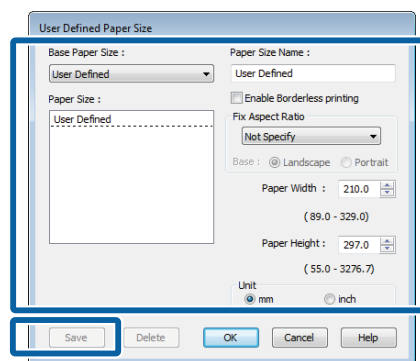 User Defined Paper Size
Base Paper Size :
User Defined
Paper Size :
User Defined
Paper Size Name :
User Defined
Enable Borderless printing
Fix Aspect Ratio
Not Specify
Base : Landscape Portrait
Paper Width : 210.0
( 89.0 - 329.0)
Paper Height : 297.0
( 55.0 - 3276.7)
Unit
mm inch
Save Delete OK Cancel Help